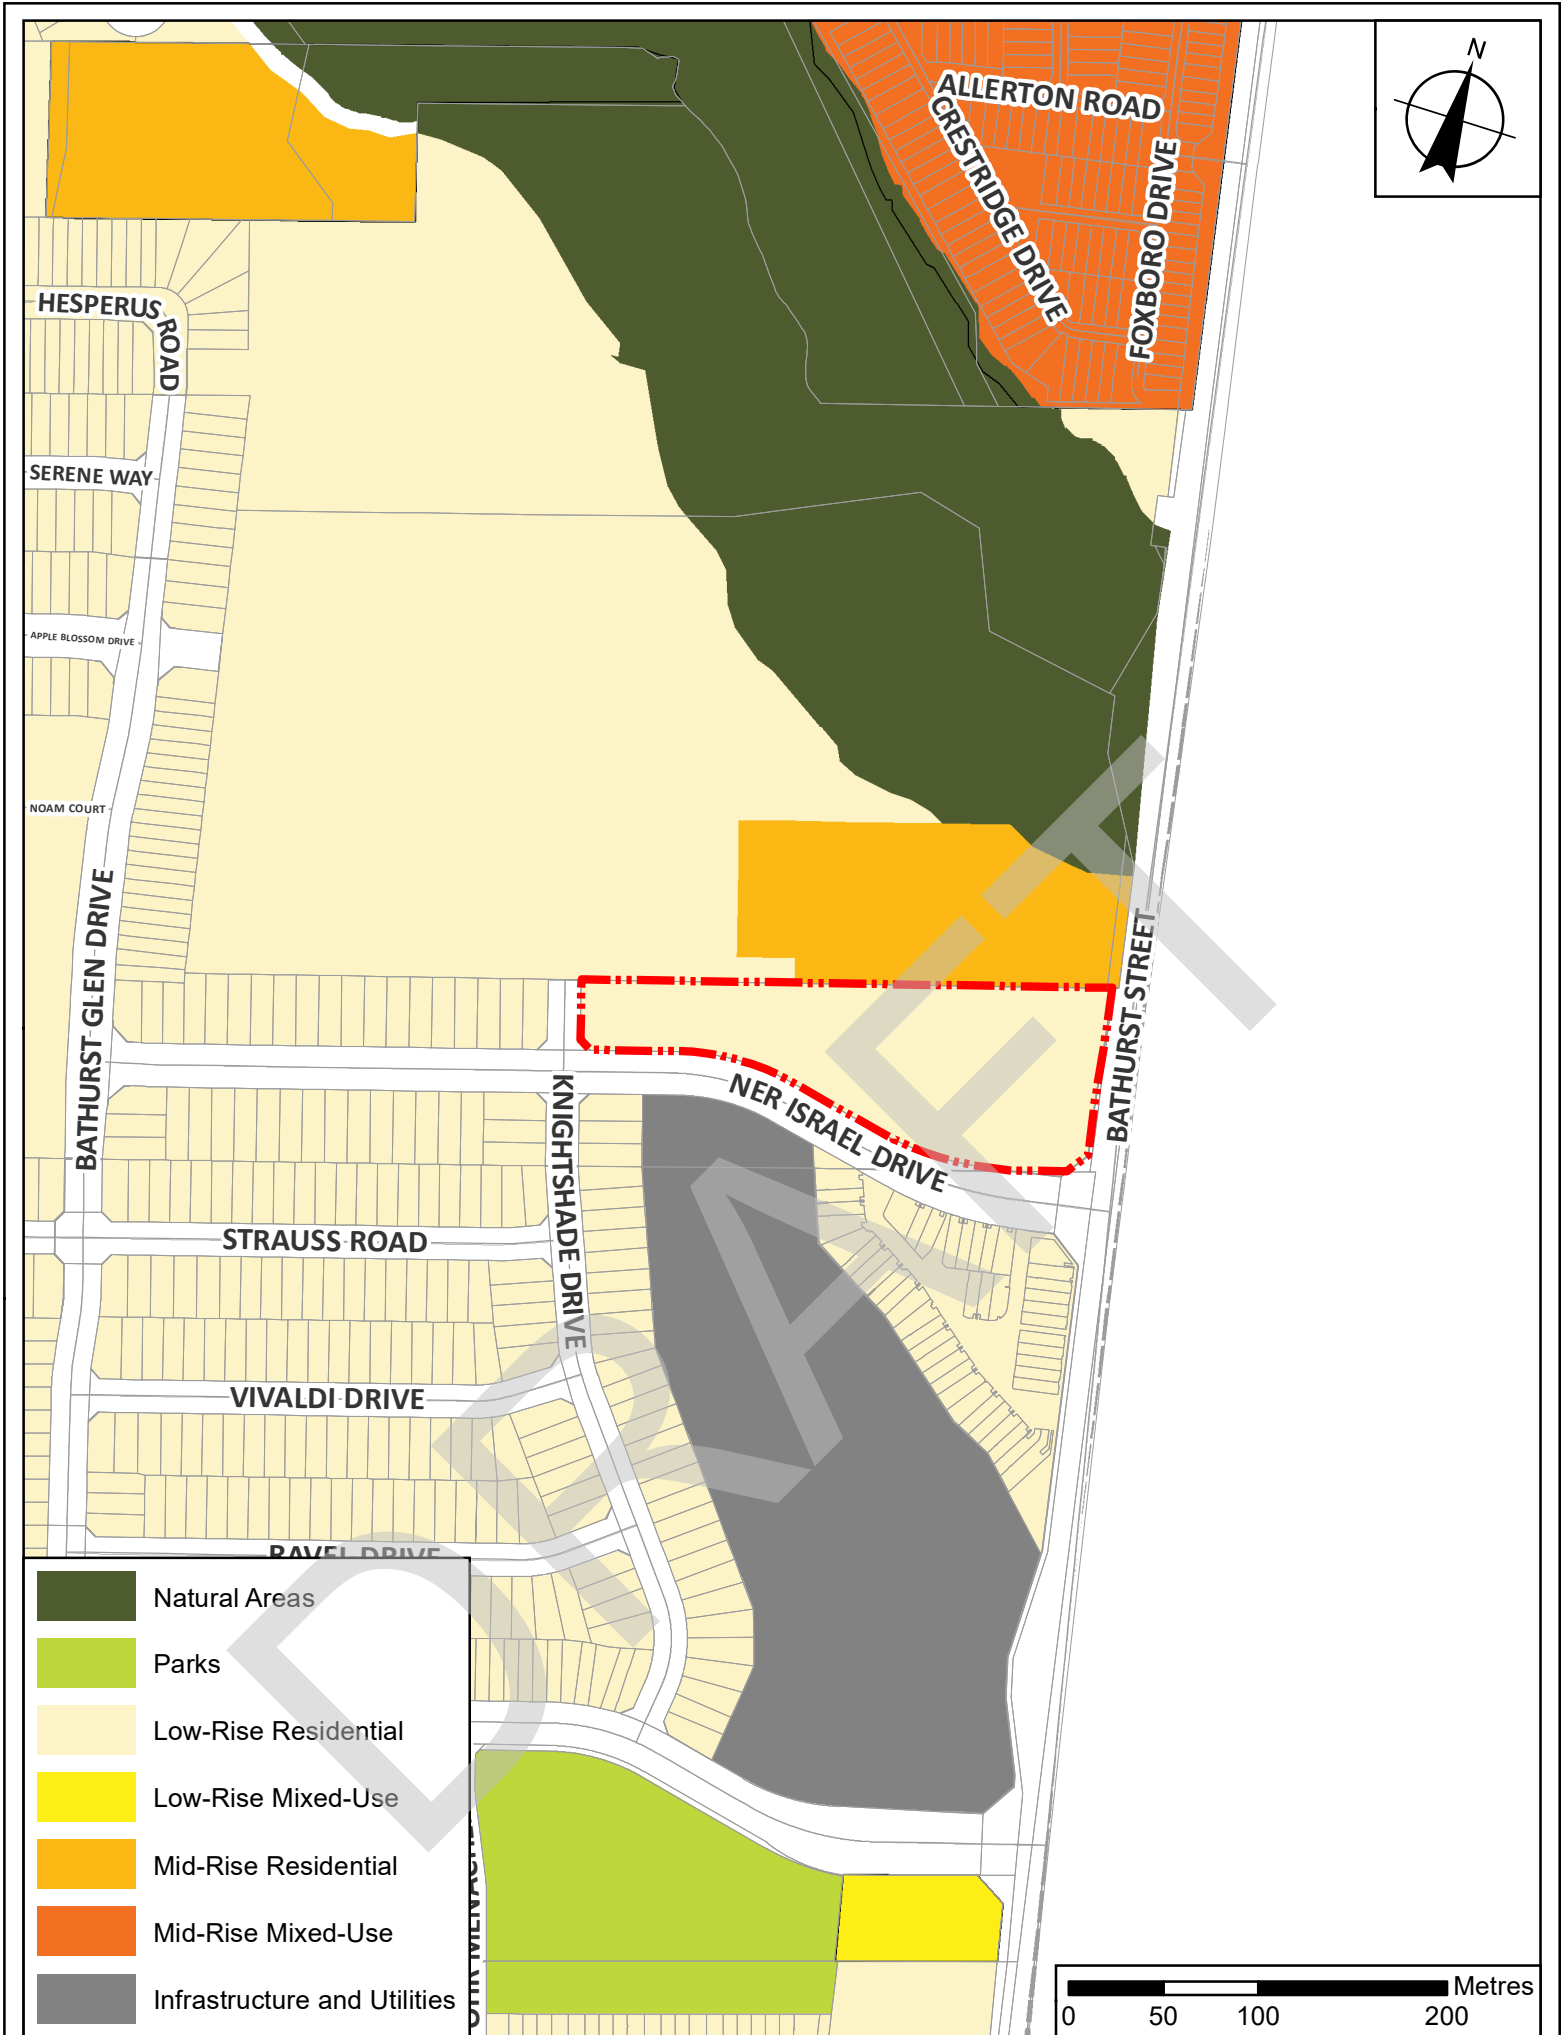 N
ALLERTON ROAD
CRESTRIDGE DRIVE
FOXBORO DRIVE
HESPERUS ROAD
SERENE WAY
APPLE BLOSSOM DRIVE
NOAM COURT
BATHURST GLEN DRIVE
BATHURST STREET
NER ISRAEL DRIVE
KNIGHTSHADE DRIVE
STRAUSS ROAD
VIVALDI DRIVE
RAVEL DRIVE
DRAFT
Natural Areas
Parks
Low-Rise Residential
Low-Rise Mixed-Use
Mid-Rise Residential
Mid-Rise Mixed-Use
Infrastructure and Utilities
Metres
0 50 100 200